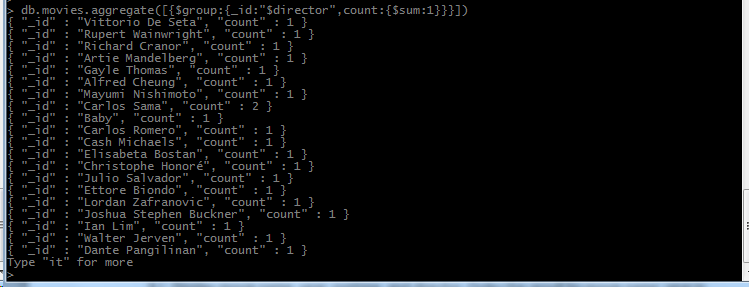 > db.movies.aggregate([{$group:{_id:"$director",count:{$sum:1}}}])
{ "_id" : "Vittorio De Seta", "count" : 1 }
{ "_id" : "Rupert Wainwright", "count" : 1 }
{ "_id" : "Richard Cranor", "count" : 1 }
{ "_id" : "Artie Mandelberg", "count" : 1 }
{ "_id" : "Gayle Thomas", "count" : 1 }
{ "_id" : "Alfred Cheung", "count" : 1 }
{ "_id" : "Mayumi Nishimoto", "count" : 1 }
{ "_id" : "Carlos Sama", "count" : 2 }
{ "_id" : "Baby", "count" : 1 }
{ "_id" : "Carlos Romero", "count" : 1 }
{ "_id" : "Cash Michaels", "count" : 1 }
{ "_id" : "Elisabeta Bostan", "count" : 1 }
{ "_id" : "Christophe Honoré", "count" : 1 }
{ "_id" : "Julio Salvador", "count" : 1 }
{ "_id" : "Ettore Biondo", "count" : 1 }
{ "_id" : "Lordan Zafranovic", "count" : 1 }
{ "_id" : "Joshua Stephen Buckner", "count" : 1 }
{ "_id" : "Ian Lim", "count" : 1 }
{ "_id" : "Walter Jerven", "count" : 1 }
{ "_id" : "Dante Pangilinan", "count" : 1 }
Type "it" for more
>